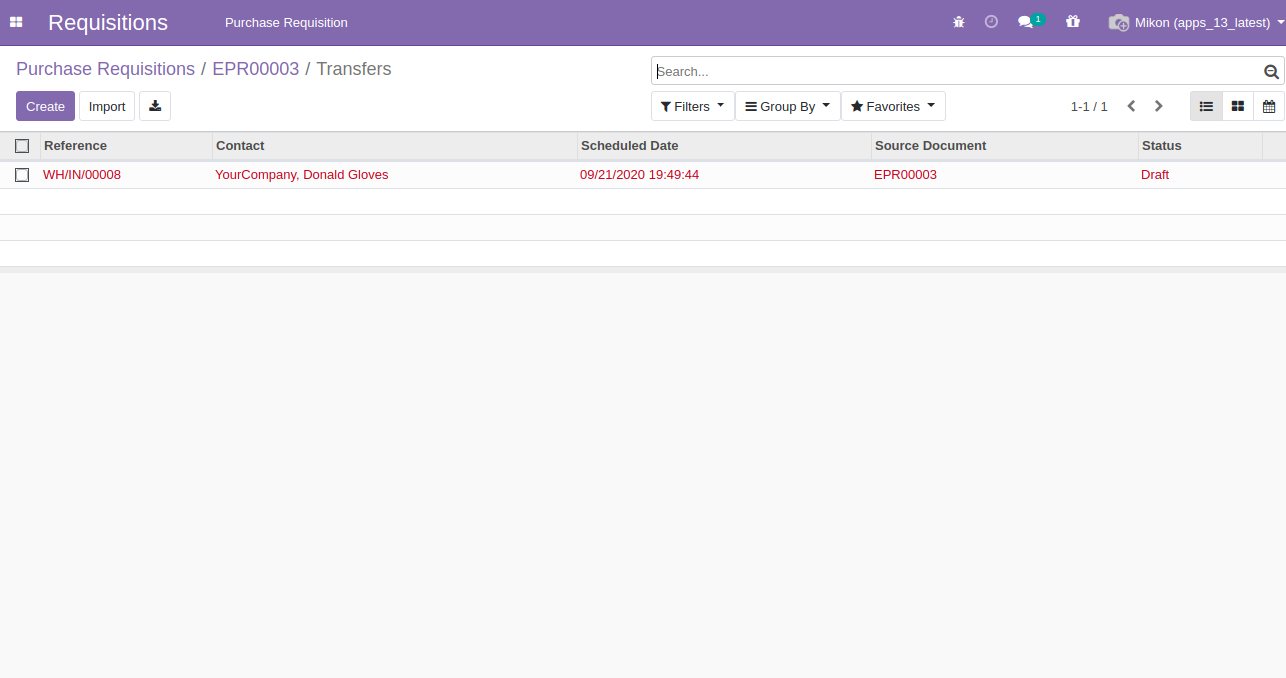 Requisitions Purchase Requisition 1 Mikon (apps_13_latest)
Purchase Requisitions / EPR00003 / Transfers
Search...
Create Import Filters Group By Favorites 1-1 / 1
Reference Contact Scheduled Date Source Document Status
WH/IN/00008 YourCompany, Donald Gloves 09/21/2020 19:49:44 EPR00003 Draft